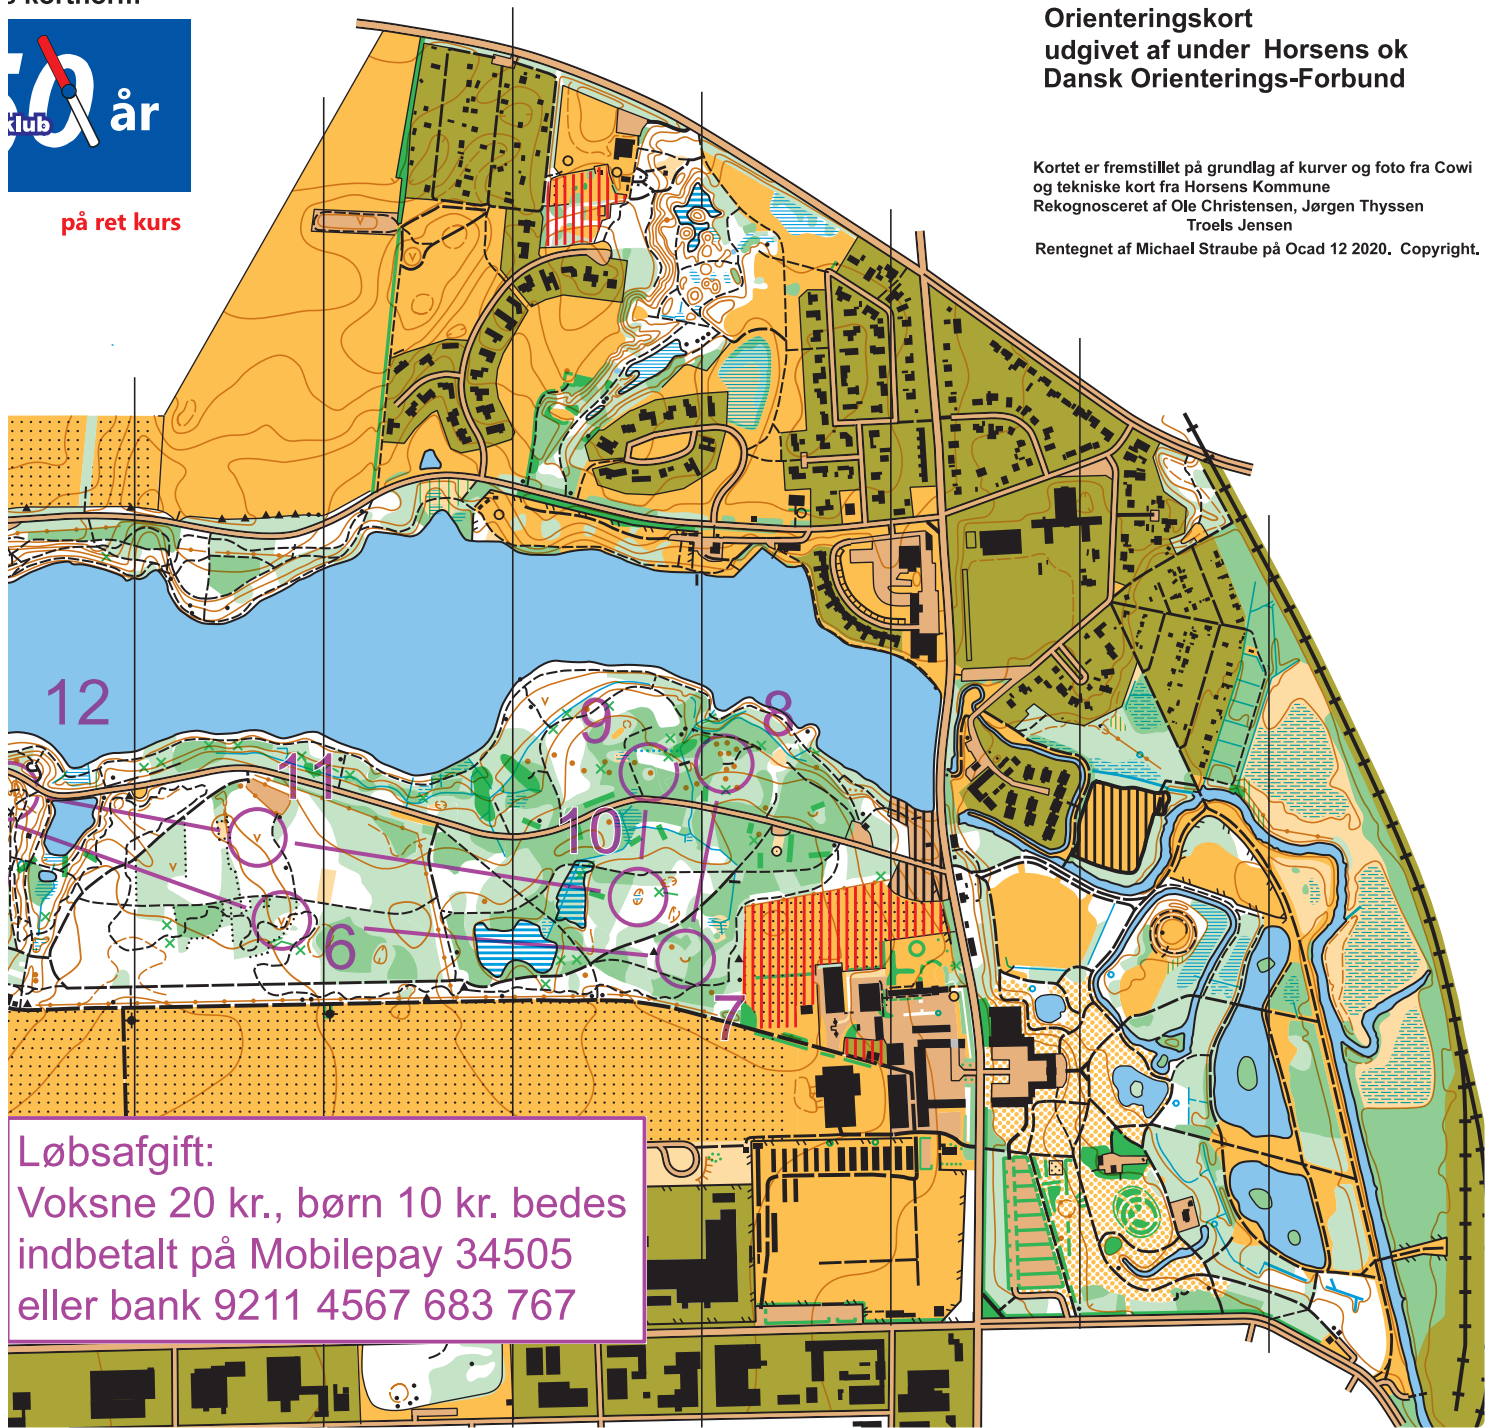 kortnorm
50 år
klub
på ret kurs
Orienteringskort
udgivet af under Horsens ok
Dansk Orienterings-Forbund
Kortet er fremstillet på grundlag af kurver og foto fra Cowi
og tekniske kort fra Horsens Kommune
Rekognosceret af Ole Christensen, Jørgen Thyssen
Troels Jensen
Rentegnet af Michael Straube på Ocad 12 2020. Copyright.
12
9
8
11
10
6
7
Løbsafgift:
Voksne 20 kr., børn 10 kr. bedes
indbetalt på Mobilepay 34505
eller bank 9211 4567 683 767